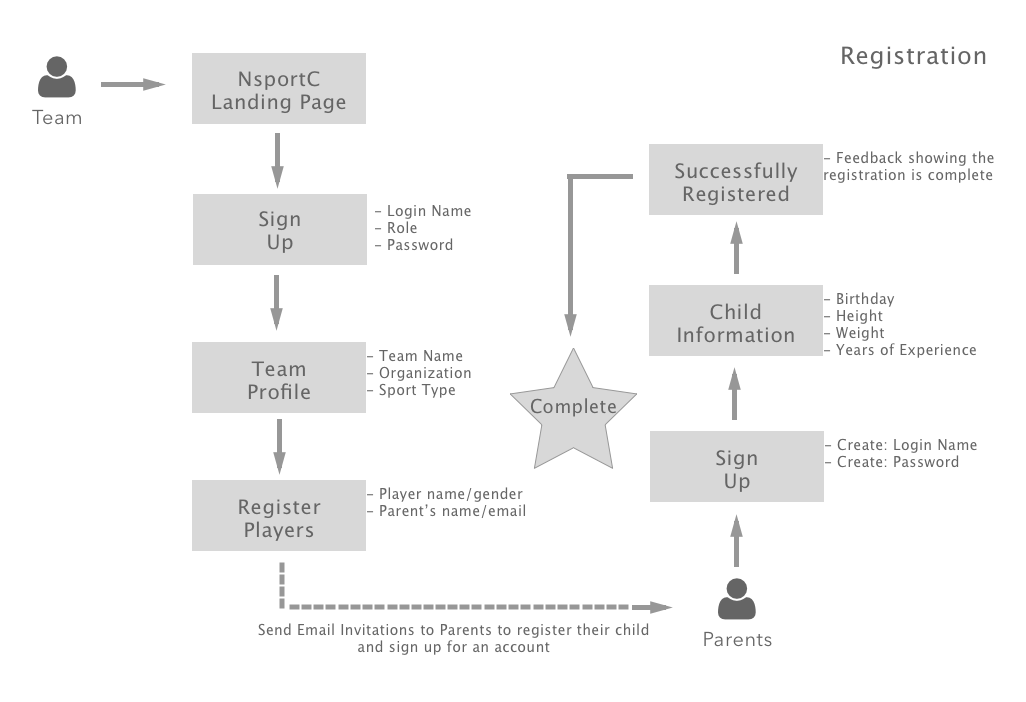 Registration
Team
NsportC
Landing Page
Sign
Up
– Login Name
– Role
– Password
Team
Profile
– Team Name
– Organization
– Sport Type
Register
Players
– Player name/gender
– Parent’s name/email
Send Email Invitations to Parents to register their child
and sign up for an account
Parents
Sign
Up
– Create: Login Name
– Create: Password
Child
Information
– Birthday
– Height
– Weight
– Years of Experience
Successfully
Registered
– Feedback showing the
registration is complete
Complete